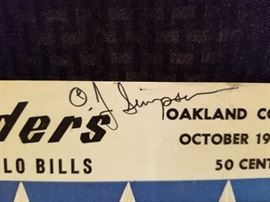 O.J. Simpson
ders OAKLAND CO
OCTOBER 19
LO BILLS 50 CENT